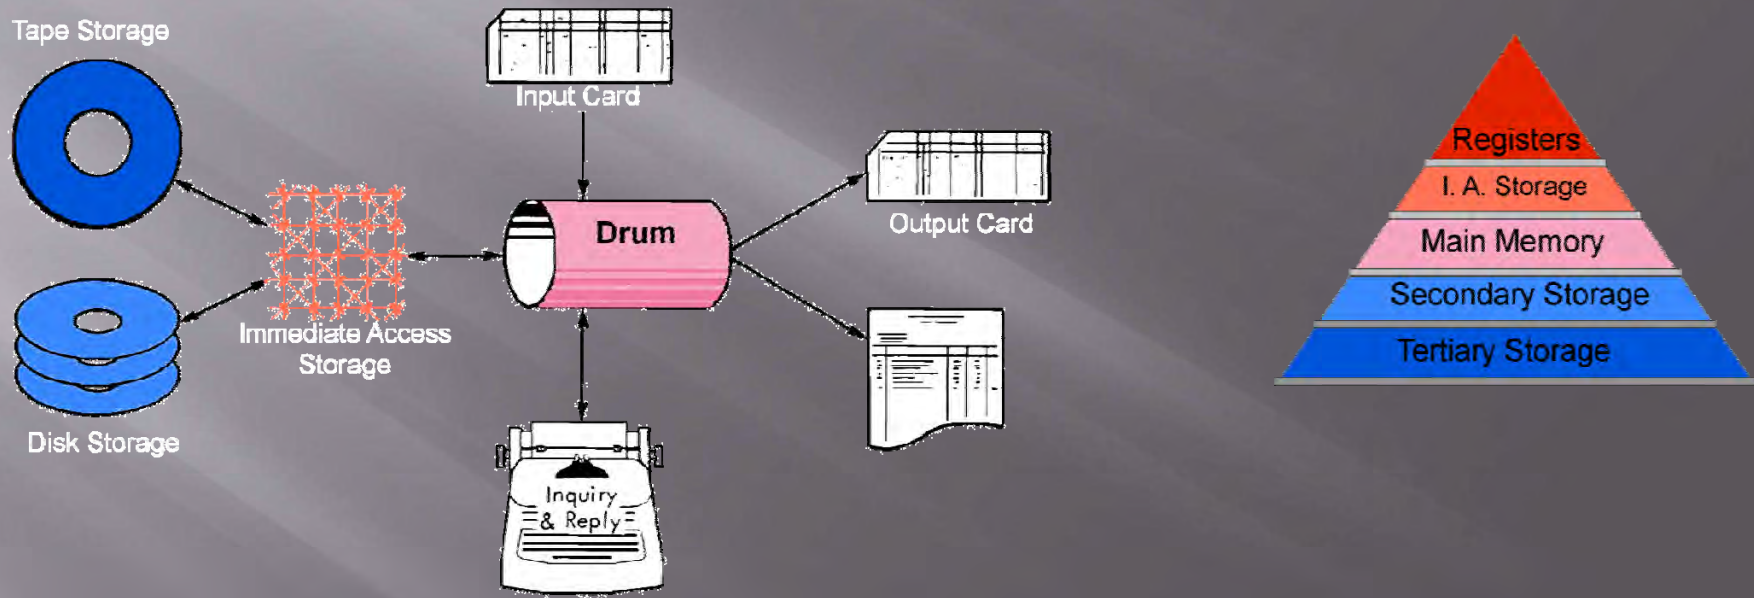 Tape Storage
Input Card
Drum
Output Card
Immediate Access
Storage
Disk Storage
Inquiry
& Reply
Registers
I. A. Storage
Main Memory
Secondary Storage
Tertiary Storage